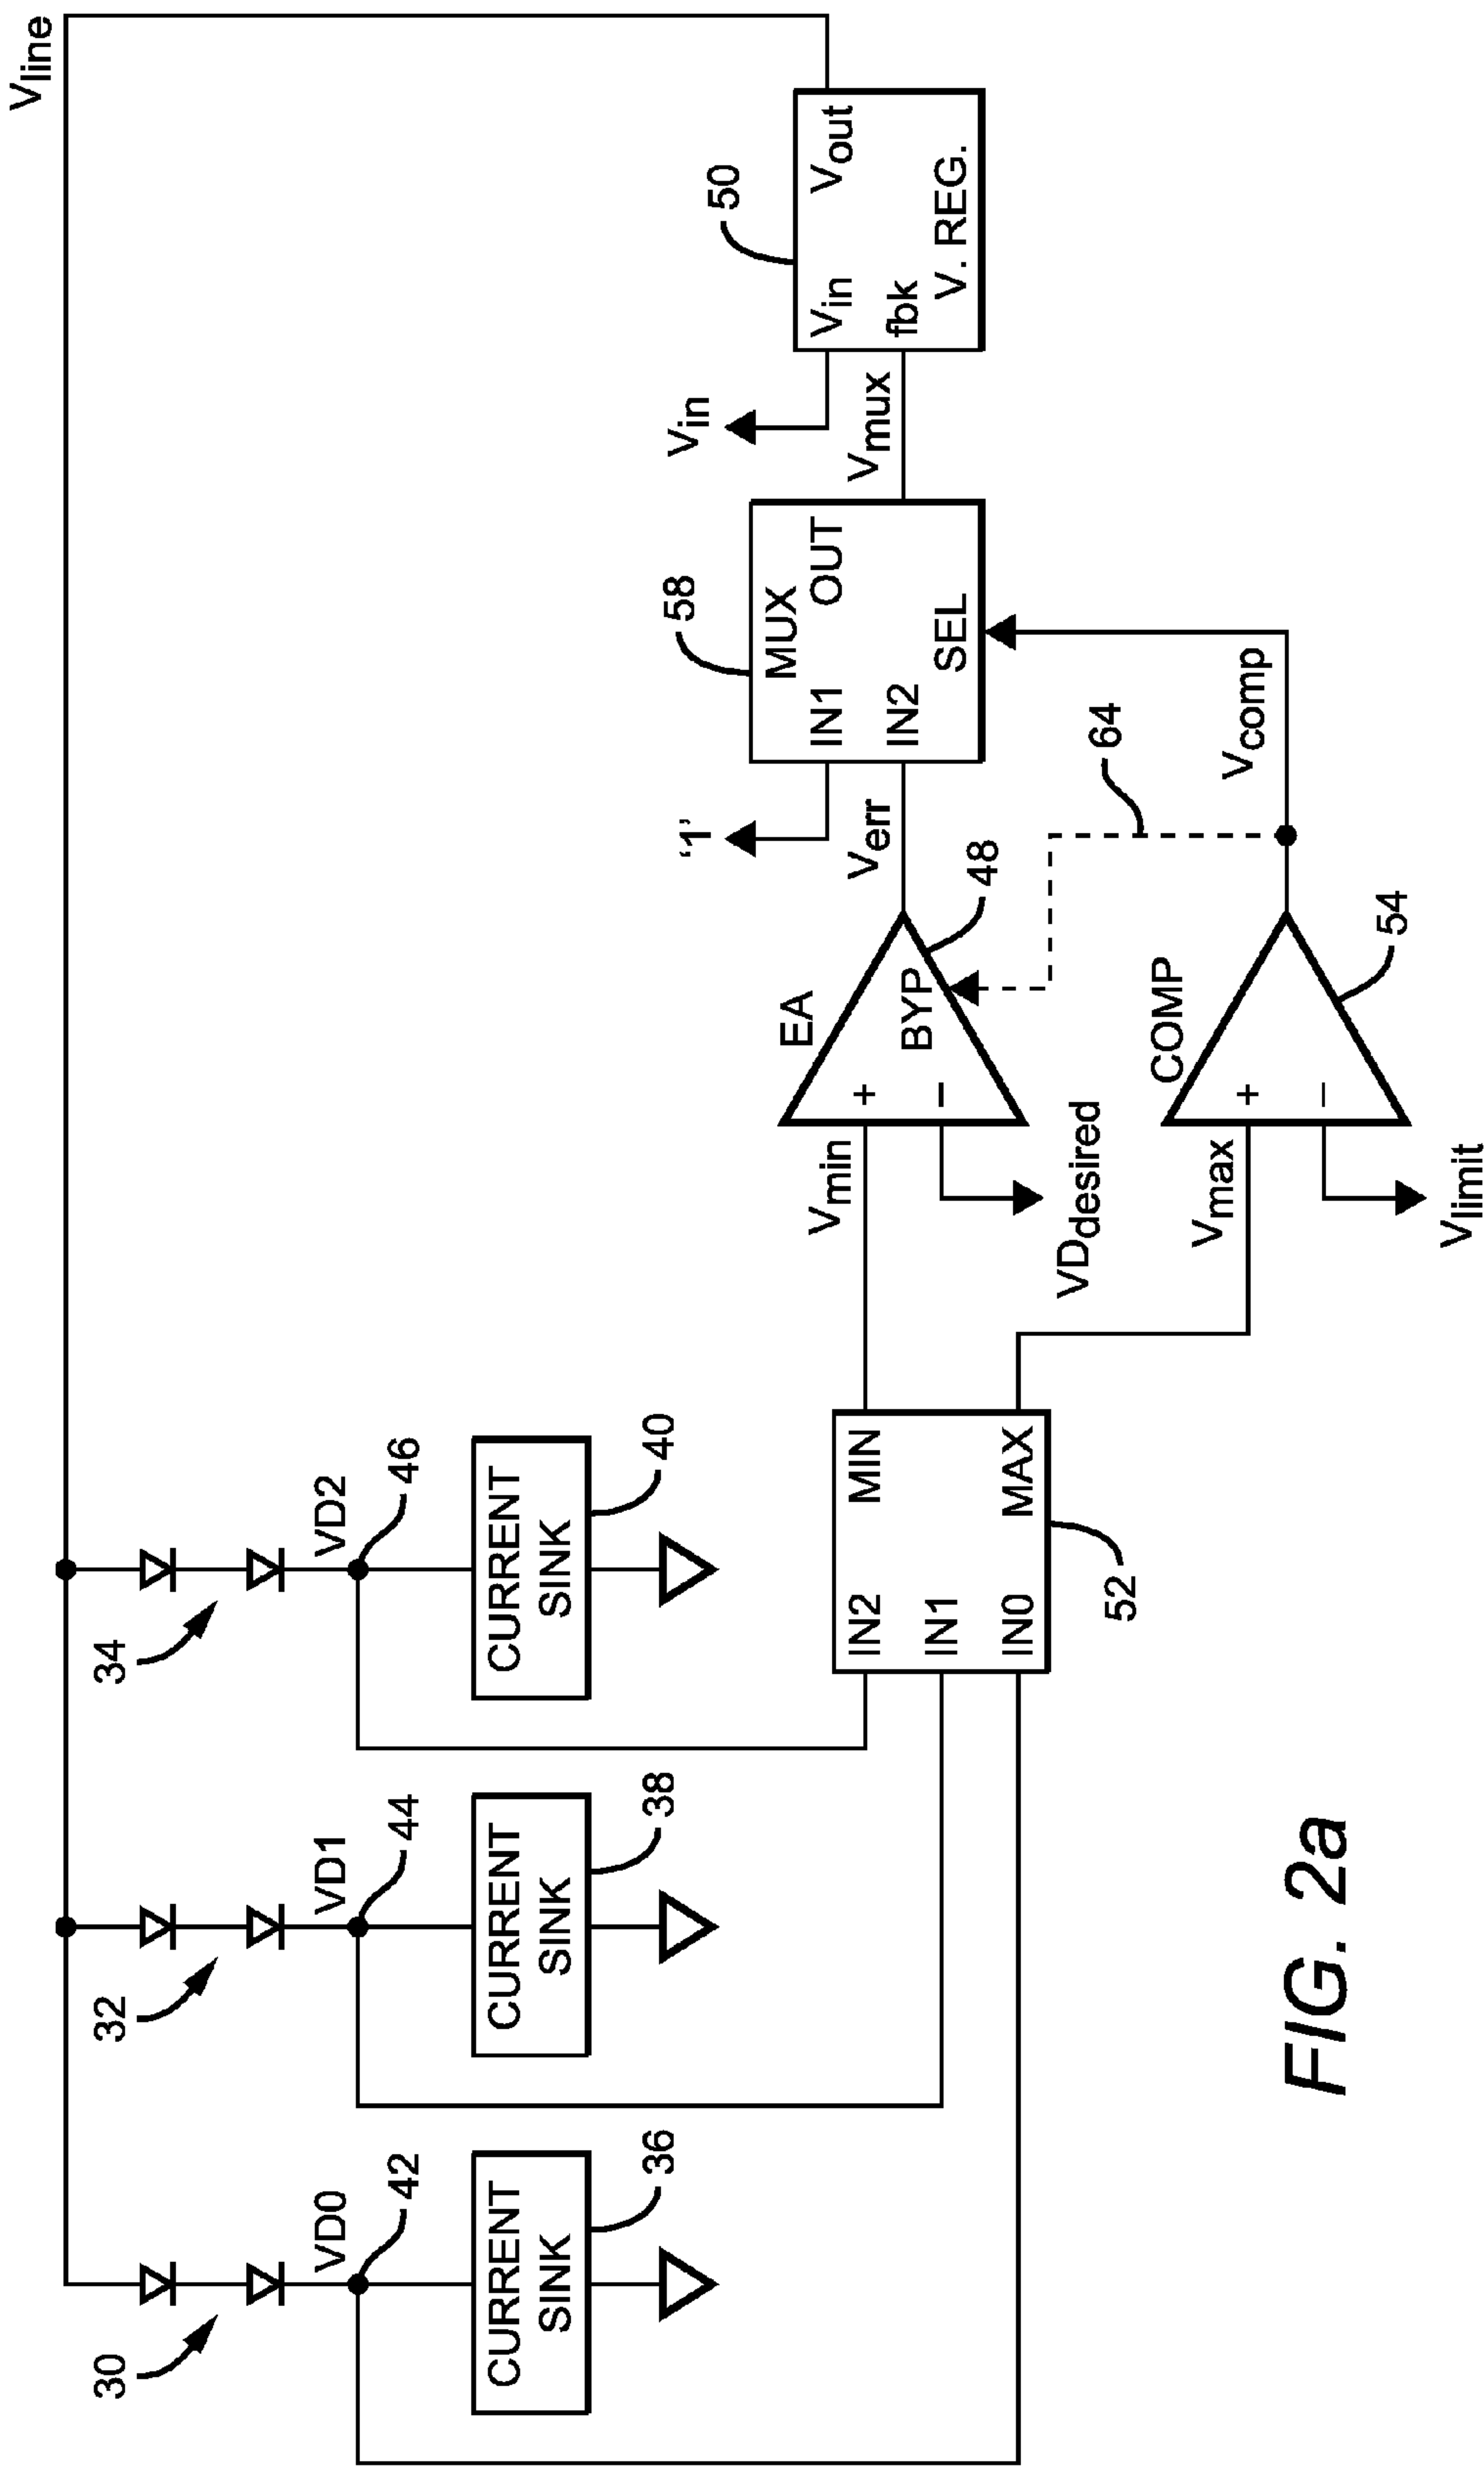 Vline
30
32
34
VD0
VD1
VD2
42
44
46
CURRENT
SINK
36
CURRENT
SINK
38
CURRENT
SINK
40
IN2
IN1
IN0
MIN
MAX
52
Vmin
VDdesired
EA
+
–
BYP
48
Vmax
Vlimit
COMP
+
–
54
Verr
Vcomp
64
'1'
58
MUX
IN1
OUT
IN2
SEL
Vmux
Vin
50
Vin
Vout
fbk
V. REG.
FIG. 2a